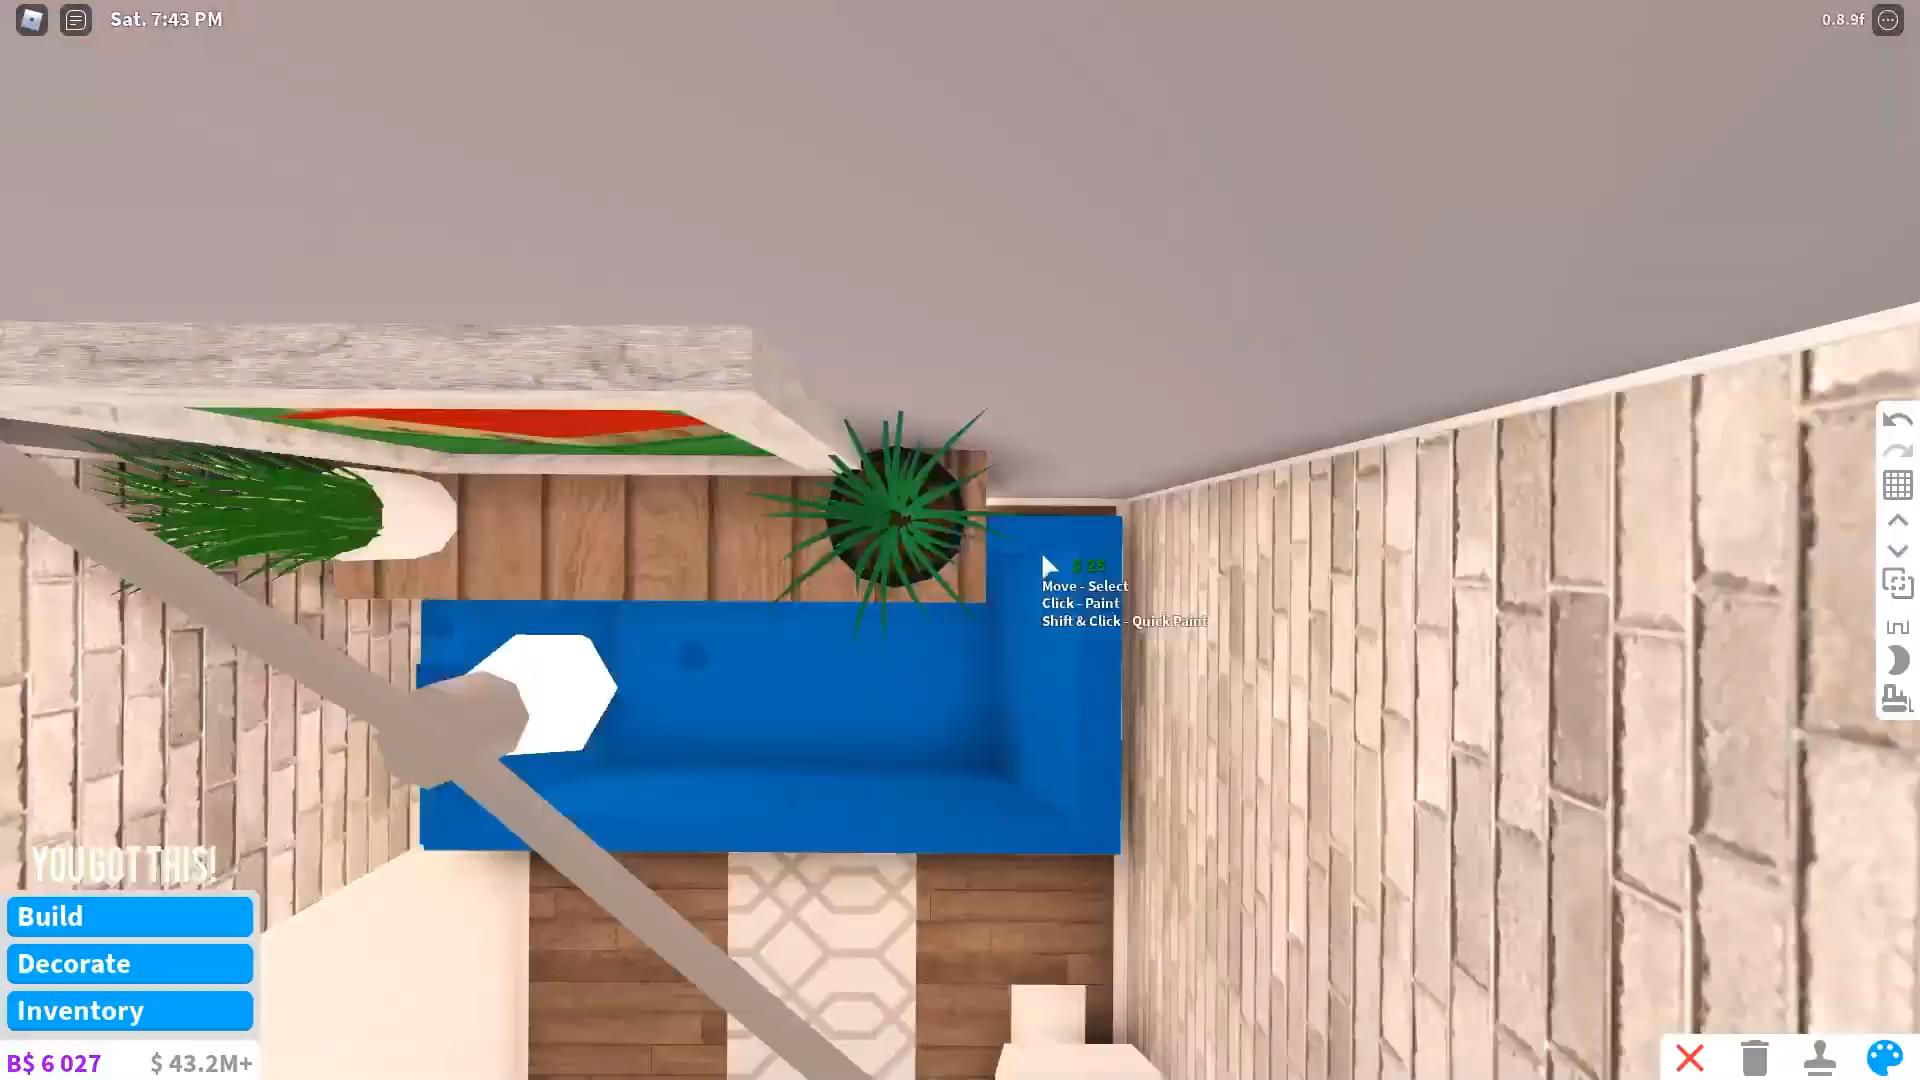 Sat. 7:43 PM
0.8.9f
$ 25
Move - Select
Click - Paint
Shift & Click - Quick Paint
YOU GOT THIS!
Build
Decorate
Inventory
B$ 6 027
$ 43.2M+